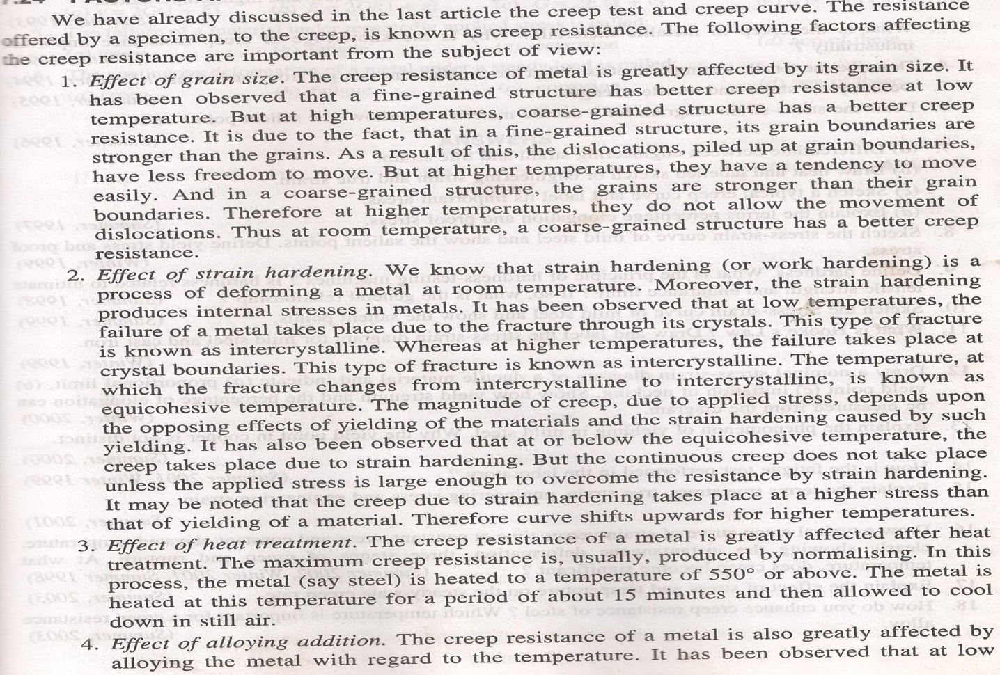 We have already discussed in the last article the creep test and creep curve. The resistance
offered by a specimen, to the creep, is known as creep resistance. The following factors affecting
the creep resistance are important from the subject of view:
1. Effect of grain size. The creep resistance of metal is greatly affected by its grain size. It
has been observed that a fine-grained structure has better creep resistance at low
temperature. But at high temperatures, coarse-grained structure has a better creep
resistance. It is due to the fact, that in a fine-grained structure, its grain boundaries are
stronger than the grains. As a result of this, the dislocations, piled up at grain boundaries,
have less freedom to move. But at higher temperatures, they have a tendency to move
easily. And in a coarse-grained structure, the grains are stronger than their grain
boundaries. Therefore at higher temperatures, they do not allow the movement of
dislocations. Thus at room temperature, a coarse-grained structure has a better creep
resistance.
2. Effect of strain hardening. We know that strain hardening (or work hardening) is a
process of deforming a metal at room temperature. Moreover, the strain hardening
produces internal stresses in metals. It has been observed that at low temperatures, the
failure of a metal takes place due to the fracture through its crystals. This type of fracture
is known as intercrystalline. Whereas at higher temperatures, the failure takes place at
crystal boundaries. This type of fracture is known as intercrystalline. The temperature, at
which the fracture changes from intercrystalline to intercrystalline, is known as
equicohesive temperature. The magnitude of creep, due to applied stress, depends upon
the opposing effects of yielding of the materials and the strain hardening caused by such
yielding. It has also been observed that at or below the equicohesive temperature, the
creep takes place due to strain hardening. But the continuous creep does not take place
unless the applied stress is large enough to overcome the resistance by strain hardening.
It may be noted that the creep due to strain hardening takes place at a higher stress than
that of yielding of a material. Therefore curve shifts upwards for higher temperatures.
3. Effect of heat treatment. The creep resistance of a metal is greatly affected after heat
treatment. The maximum creep resistance is, usually, produced by normalising. In this
process, the metal (say steel) is heated to a temperature of 550° or above. The metal is
heated at this temperature for a period of about 15 minutes and then allowed to cool
down in still air.
4. Effect of alloying addition. The creep resistance of a metal is also greatly affected by
alloying the metal with regard to the temperature. It has been observed that at low